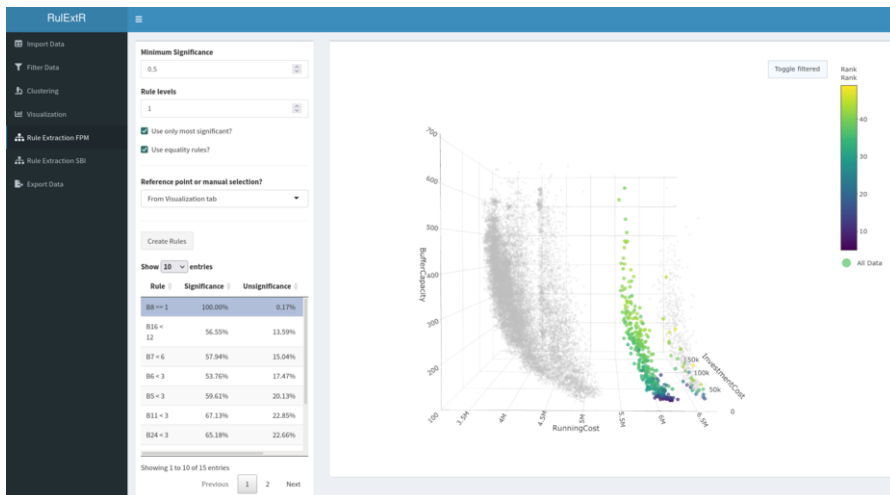 RulExtR
Import Data
Filter Data
Clustering
Visualization
Rule Extraction FPM
Rule Extraction SBI
Export Data
Minimum Significance
0.5
Rule levels
1
Use only most significant?
Use equality rules?
Reference point or manual selection?
From Visualization tab
Create Rules
Show 10 entries
Rule Significance Unsignificance
B8 == 1 100.00% 0.17%
B16 <
12 56.55% 13.59%
B7 < 6 57.94% 15.04%
B6 < 3 53.76% 17.47%
B5 < 3 59.61% 20.13%
B11 < 3 67.13% 22.85%
B24 < 3 65.18% 22.66%
Showing 1 to 10 of 15 entries
Previous 1 2 Next
Toggle filtered
Rank
Rank
40
30
20
10
All Data
700
600
500
400
300
200
100
BufferCapacity
3.5M
4M
4.5M
5M
5.5M
6M
6.5M
RunningCost
150k
100k
50k
0
InvestmentCost